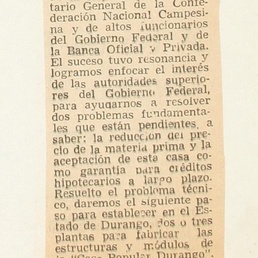 tario General de la Confe-
deración Nacional Campesi-
na y de altos funcionarios
del Gobierno Federal y de
la Banca Oficial y Privada.
El suceso tuvo resonancia y
logramos enfocar el interés
de las autoridades superio-
res del Gobierno Federal,
para ayudarnos a resolver
dos problemas fundamenta-
les que están pendientes, a
saber: la reducción del pre-
cio de la materia prima y la
aceptación de esta casa co-
mo garantía para créditos
hipotecarios a largo plazo.
Resuelto el problema técni-
co, daremos el siguiente pa-
so para establecer en el Es-
tado de Durango, dos o tres
plantas para fabricar las
estructuras y módulos de
la "Casa Popular Durango".